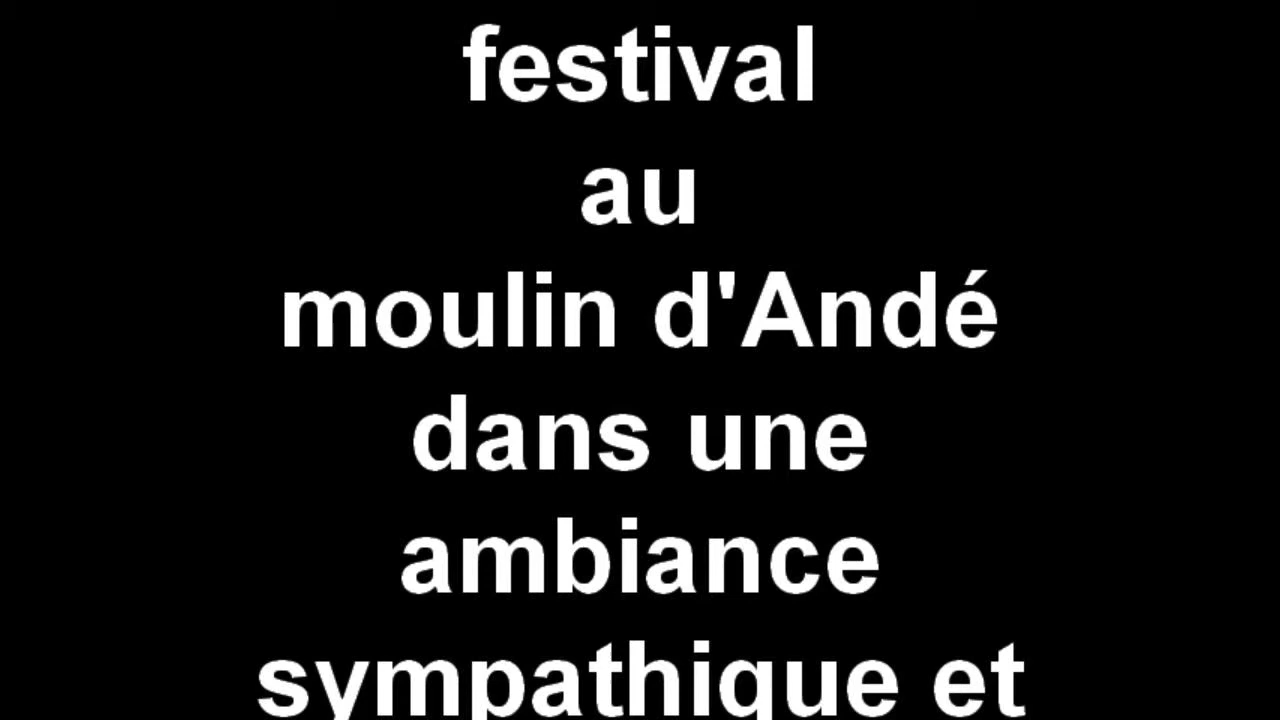 festival
au
moulin d'Andé
dans une
ambiance
sympathique et